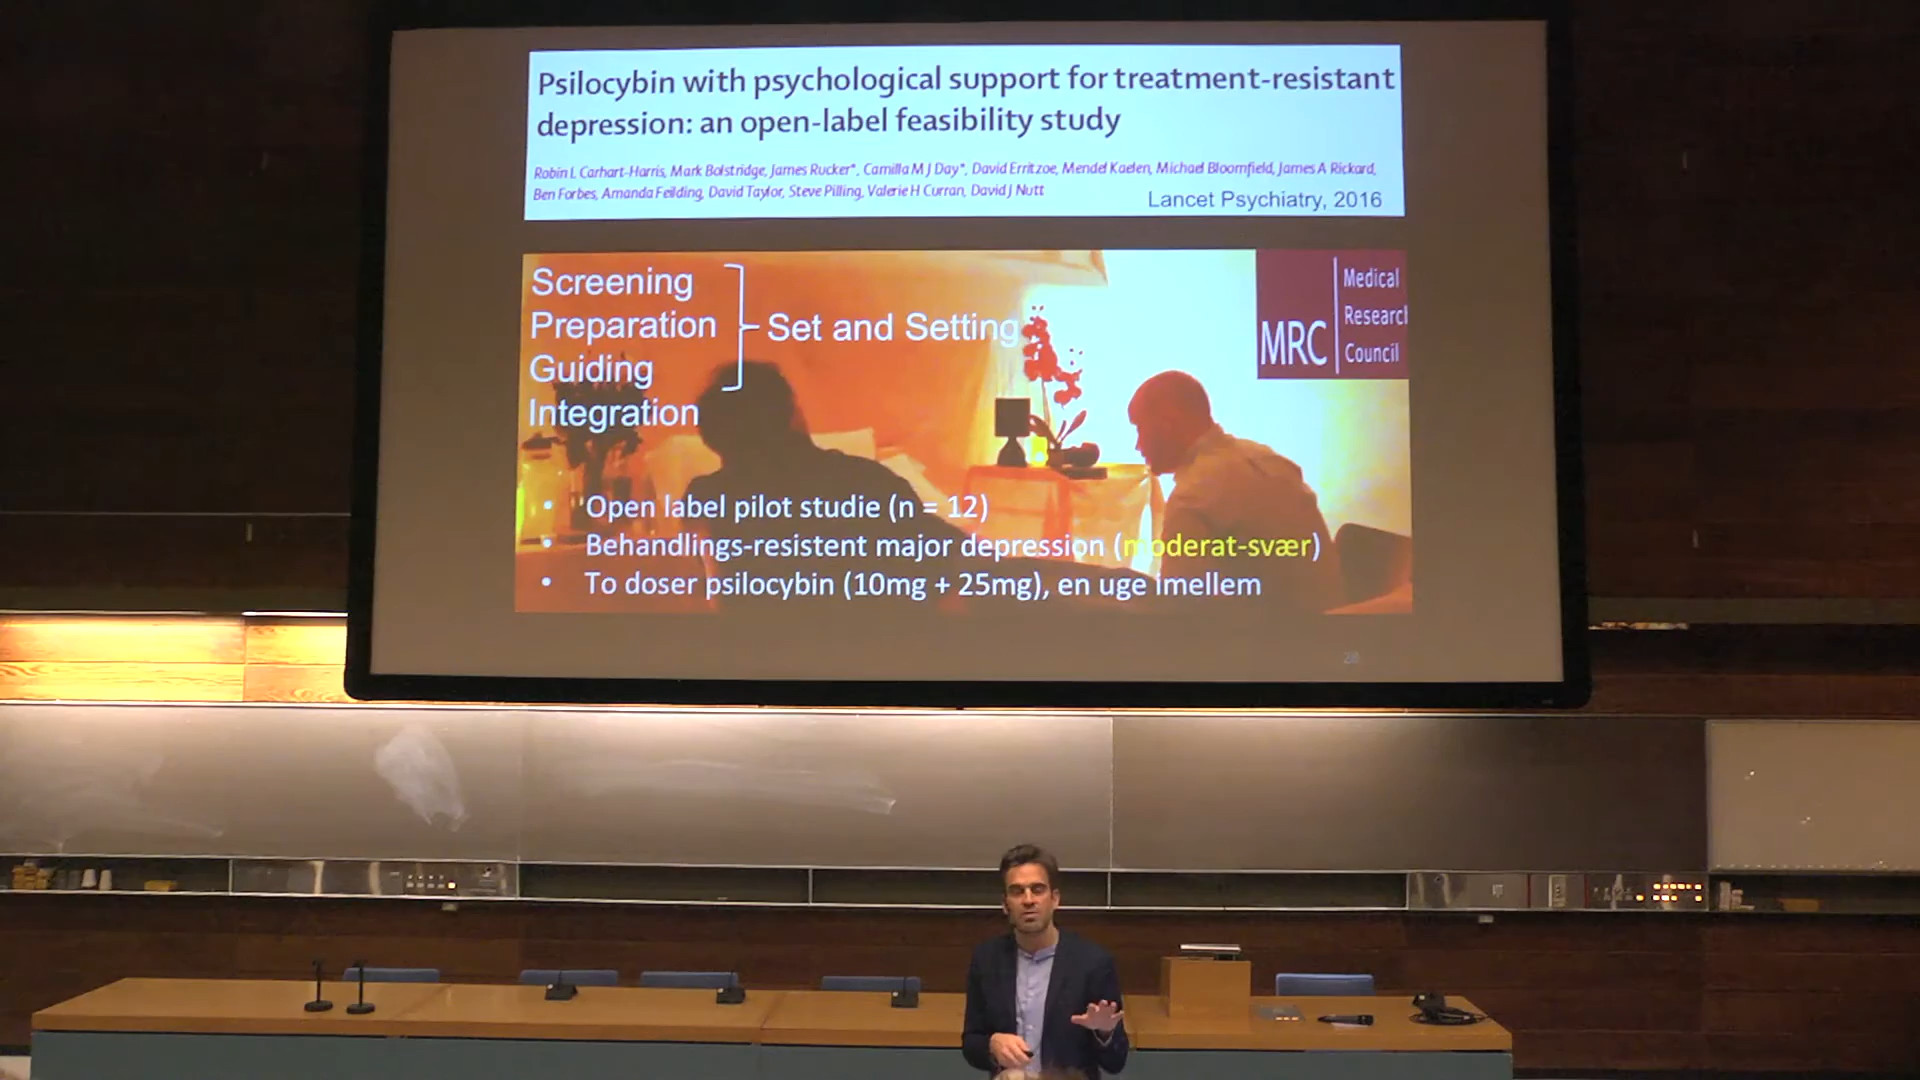 Psilocybin with psychological support for treatment-resistant
depression: an open-label feasibility study
Robin L Carhart-Harris, Mark Bolstridge, James Rucker*, Camilla M J Day*, David Erritzoe, Mendel Kaelen, Michael Bloomfield, James A Rickard,
Ben Forbes, Amanda Feilding, David Taylor, Steve Pilling, Valerie H Curran, David J Nutt
Lancet Psychiatry, 2016
Screening
Preparation
Guiding
Integration
Set and Setting
MRC
Medical
Research
Council
• Open label pilot studie (n = 12)
• Behandlings-resistent major depression (moderat-svær)
• To doser psilocybin (10mg + 25mg), en uge imellem